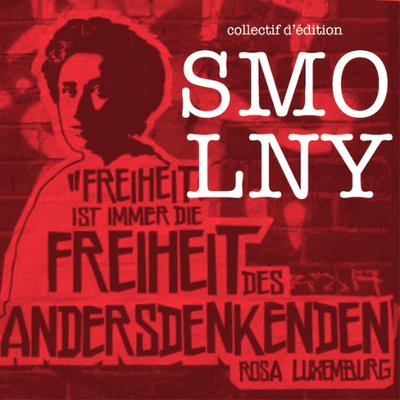 collectif d'édition
SMO
LNY
"FREIHEIT
IST IMMER DIE
FREIHEIT
DES
ANDERSDENKENDEN
ROSA LUXEMBURG